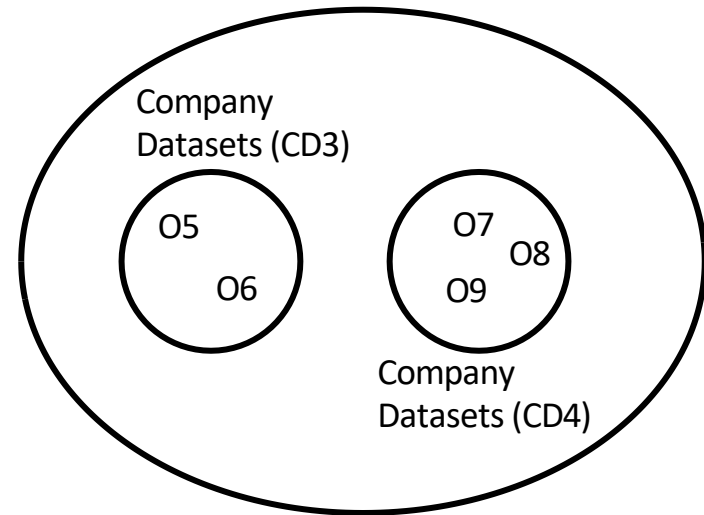 Company
Datasets (CD3)
O5
O6
O7
O8
O9
Company
Datasets (CD4)